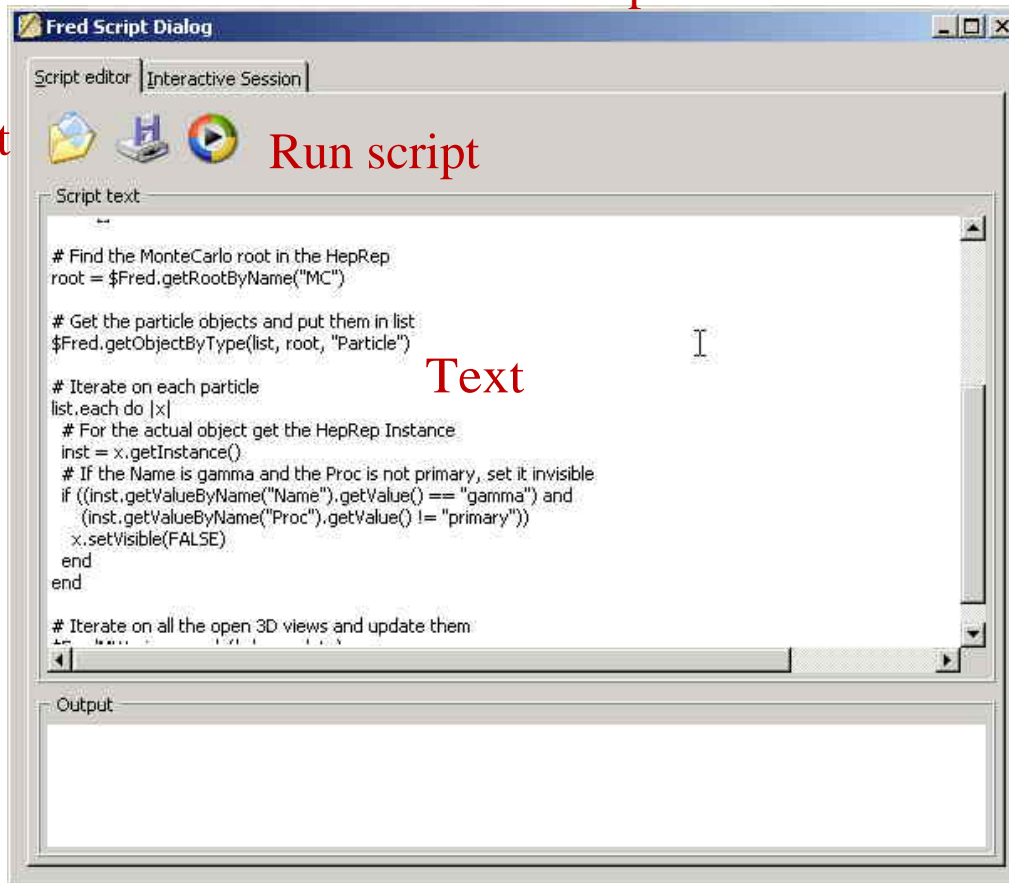 Fred Script Dialog
Script editor Interactive Session
Run script
Script text
# Find the MonteCarlo root in the HepRep
root = $Fred.getRootByName("MC")
# Get the particle objects and put them in list
$Fred.getObjectByType(list, root, "Particle")
Text
# Iterate on each particle
list.each do |x|
# For the actual object get the HepRep Instance
inst = x.getInstance()
# If the Name is gamma and the Proc is not primary, set it invisible
if ((inst.getValueByName("Name").getValue() == "gamma") and
(inst.getValueByName("Proc").getValue() != "primary"))
x.setVisible(FALSE)
end
end
# Iterate on all the open 3D views and update them
Output